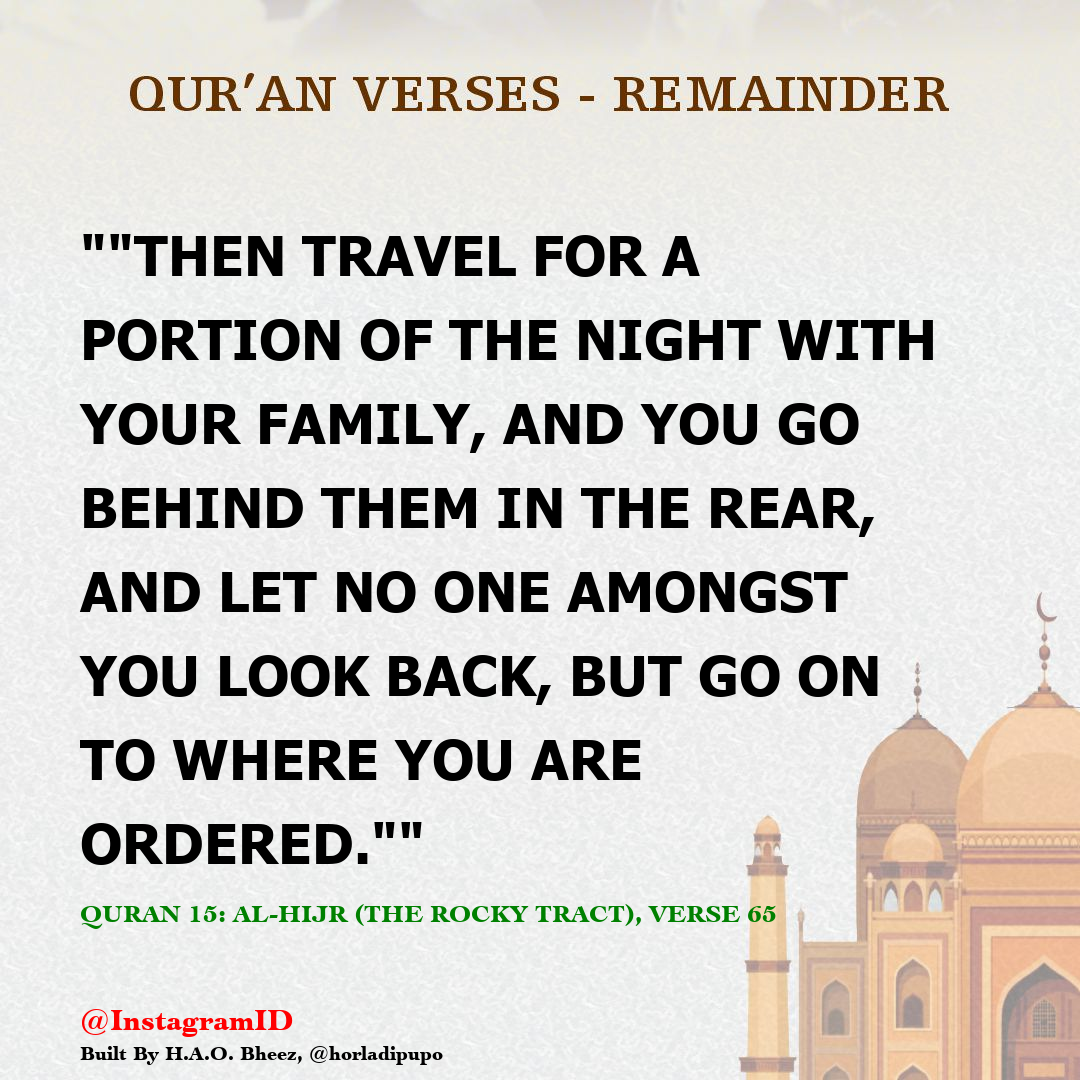 QUR'AN VERSES - REMAINDER
""THEN TRAVEL FOR A
PORTION OF THE NIGHT WITH
YOUR FAMILY, AND YOU GO
BEHIND THEM IN THE REAR,
AND LET NO ONE AMONGST
YOU LOOK BACK, BUT GO ON
TO WHERE YOU ARE
ORDERED.""
QURAN 15: AL-HIJR (THE ROCKY TRACT), VERSE 65
@InstagramID
Built By H.A.O. Bheez, @horladipupo